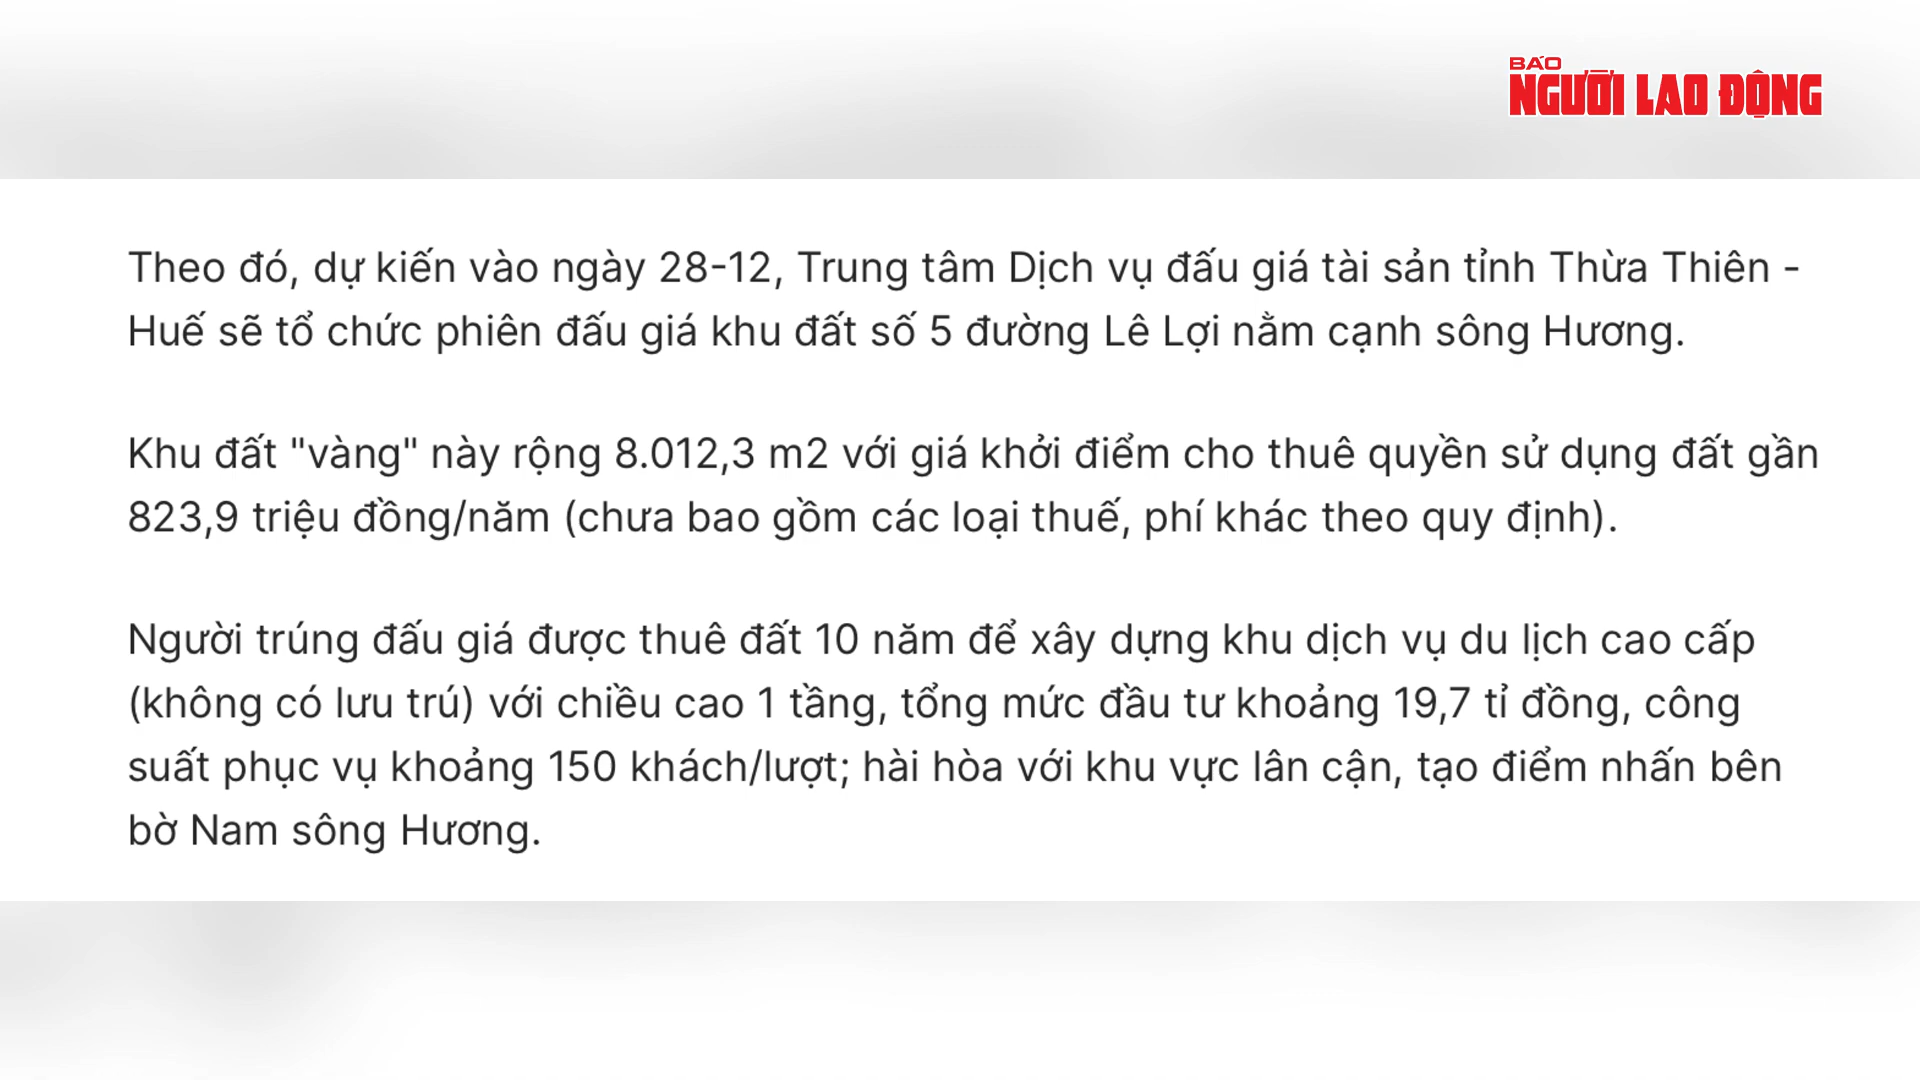 BÁO
NGƯỜI LAO ĐỘNG
Theo đó, dự kiến vào ngày 28-12, Trung tâm Dịch vụ đấu giá tài sản tỉnh Thừa Thiên -
Huế sẽ tổ chức phiên đấu giá khu đất số 5 đường Lê Lợi nằm cạnh sông Hương.
Khu đất "vàng" này rộng 8.012,3 m2 với giá khởi điểm cho thuê quyền sử dụng đất gần
823,9 triệu đồng/năm (chưa bao gồm các loại thuế, phí khác theo quy định).
Người trúng đấu giá được thuê đất 10 năm để xây dựng khu dịch vụ du lịch cao cấp
(không có lưu trú) với chiều cao 1 tầng, tổng mức đầu tư khoảng 19,7 tỉ đồng, công
suất phục vụ khoảng 150 khách/lượt; hài hòa với khu vực lân cận, tạo điểm nhấn bên
bờ Nam sông Hương.